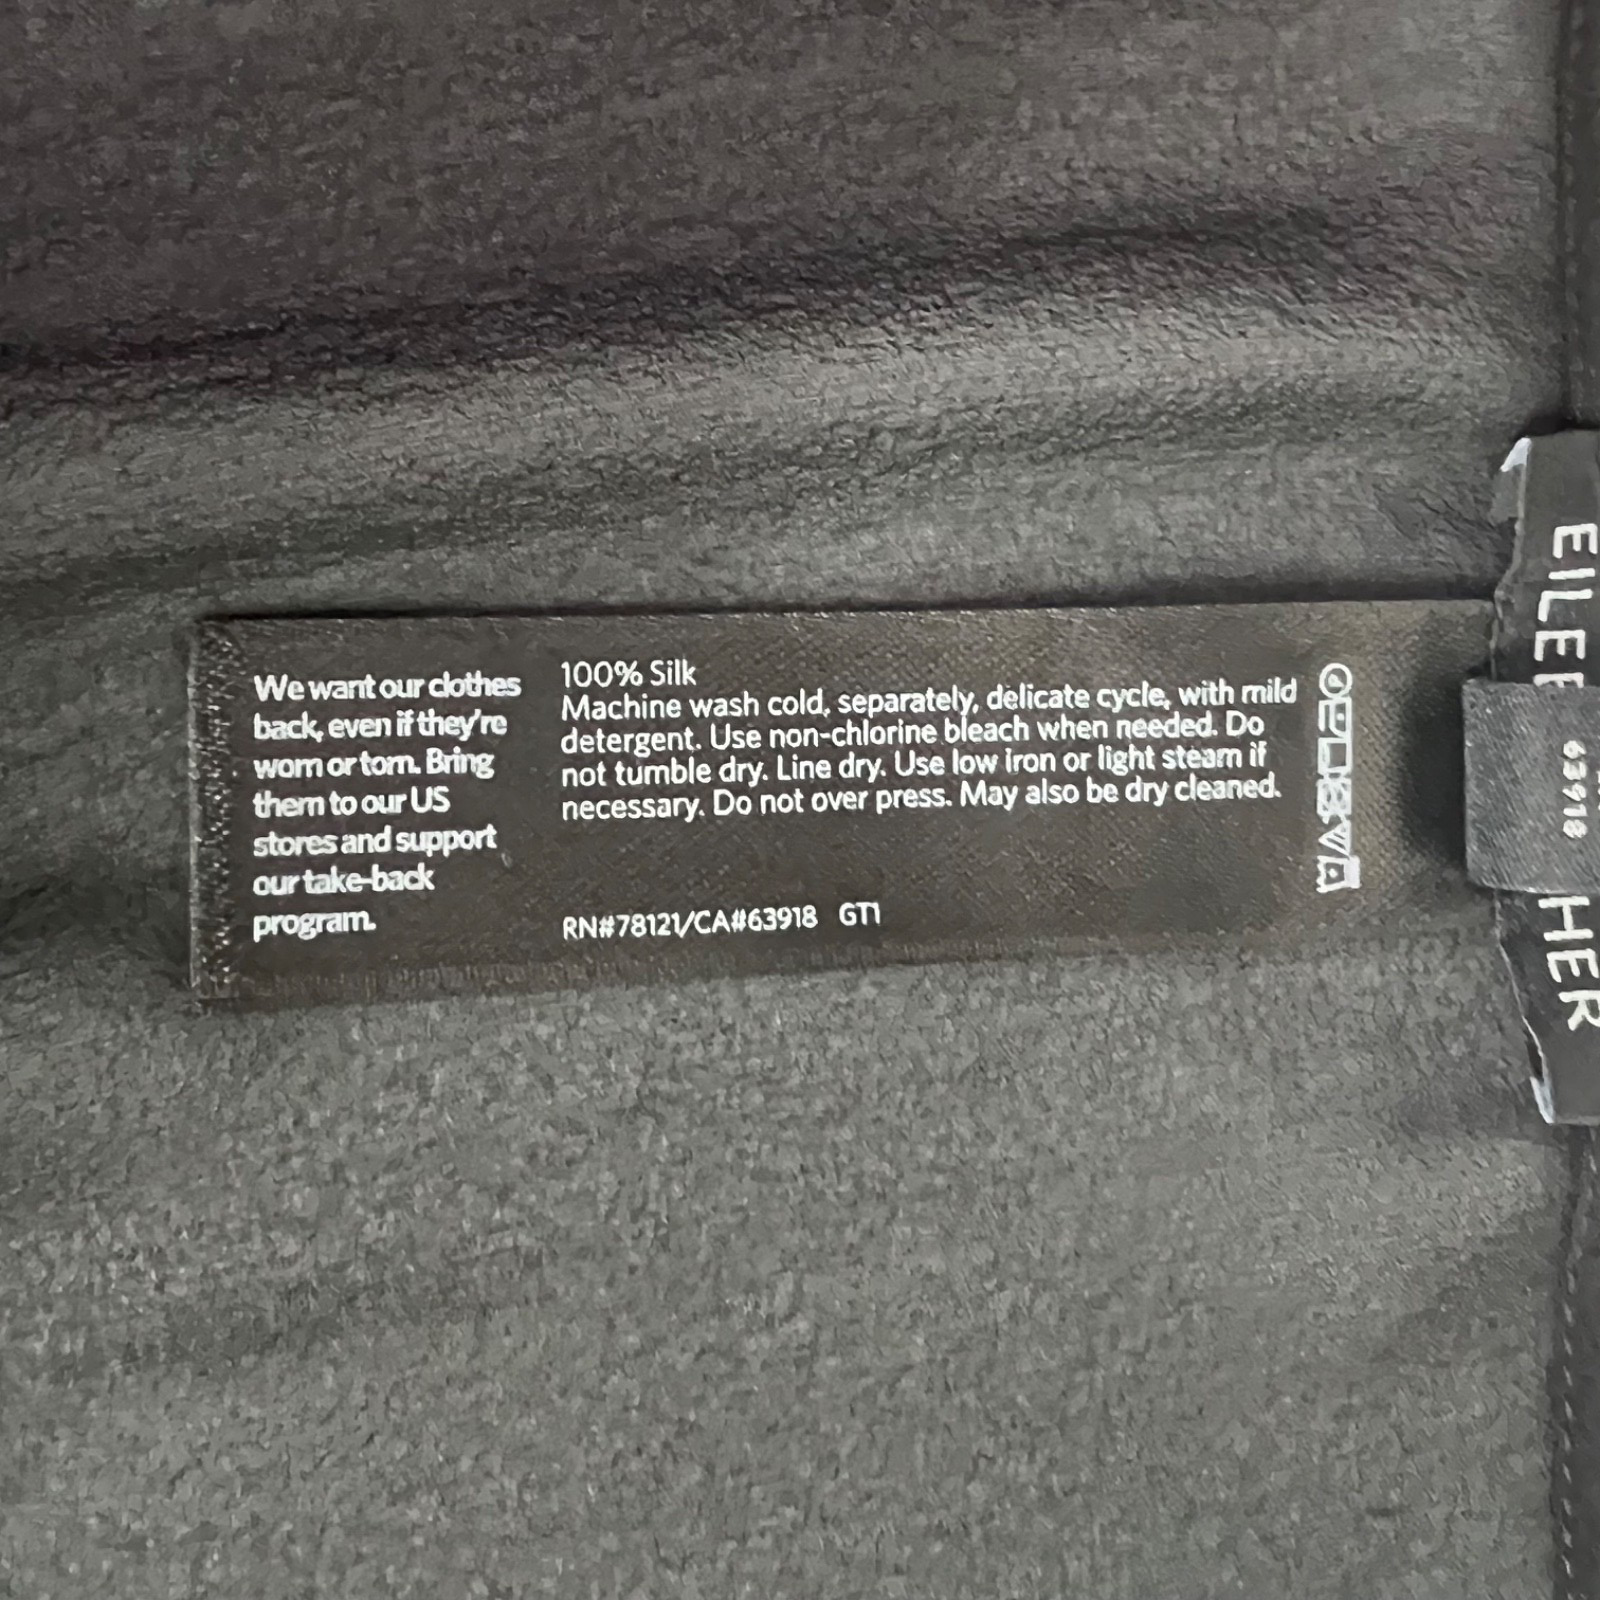 We want our clothes
back, even if they're
worn or torn. Bring
them to our US
stores and support
our take-back
program.
100% Silk
Machine wash cold, separately, delicate cycle, with mild
detergent. Use non-chlorine bleach when needed. Do
not tumble dry. Line dry. Use low iron or light steam if
necessary. Do not over press. May also be dry cleaned.
RN#78121/CA#63918 GT1
EILEE
HER
63918